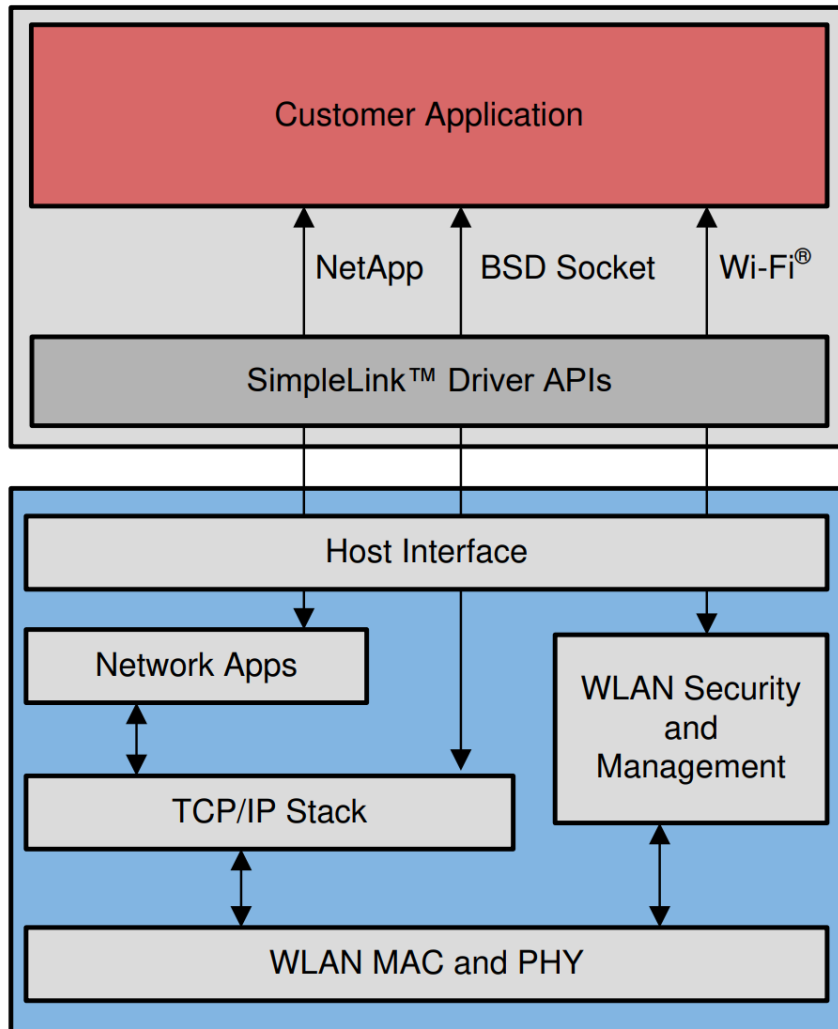 Customer Application
NetApp
BSD Socket
Wi-Fi®
SimpleLink™ Driver APIs
Host Interface
Network Apps
WLAN Security
and
Management
TCP/IP Stack
WLAN MAC and PHY